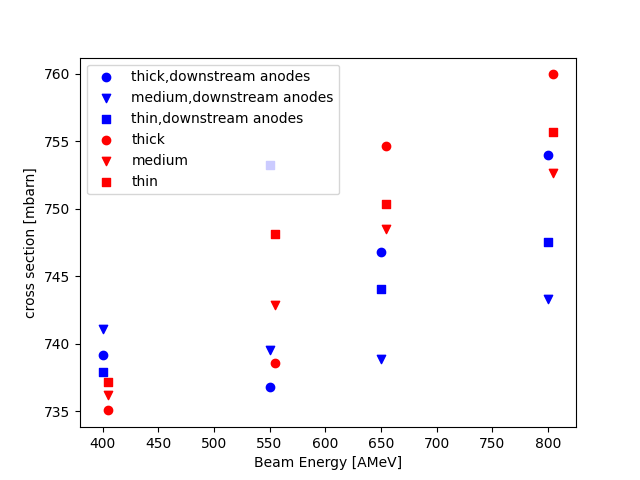 thick,downstream anodes
medium,downstream anodes
thin,downstream anodes
thick
medium
thin
760
755
750
745
740
735
cross section [mbarn]
400 450 500 550 600 650 700 750 800
Beam Energy [AMeV]